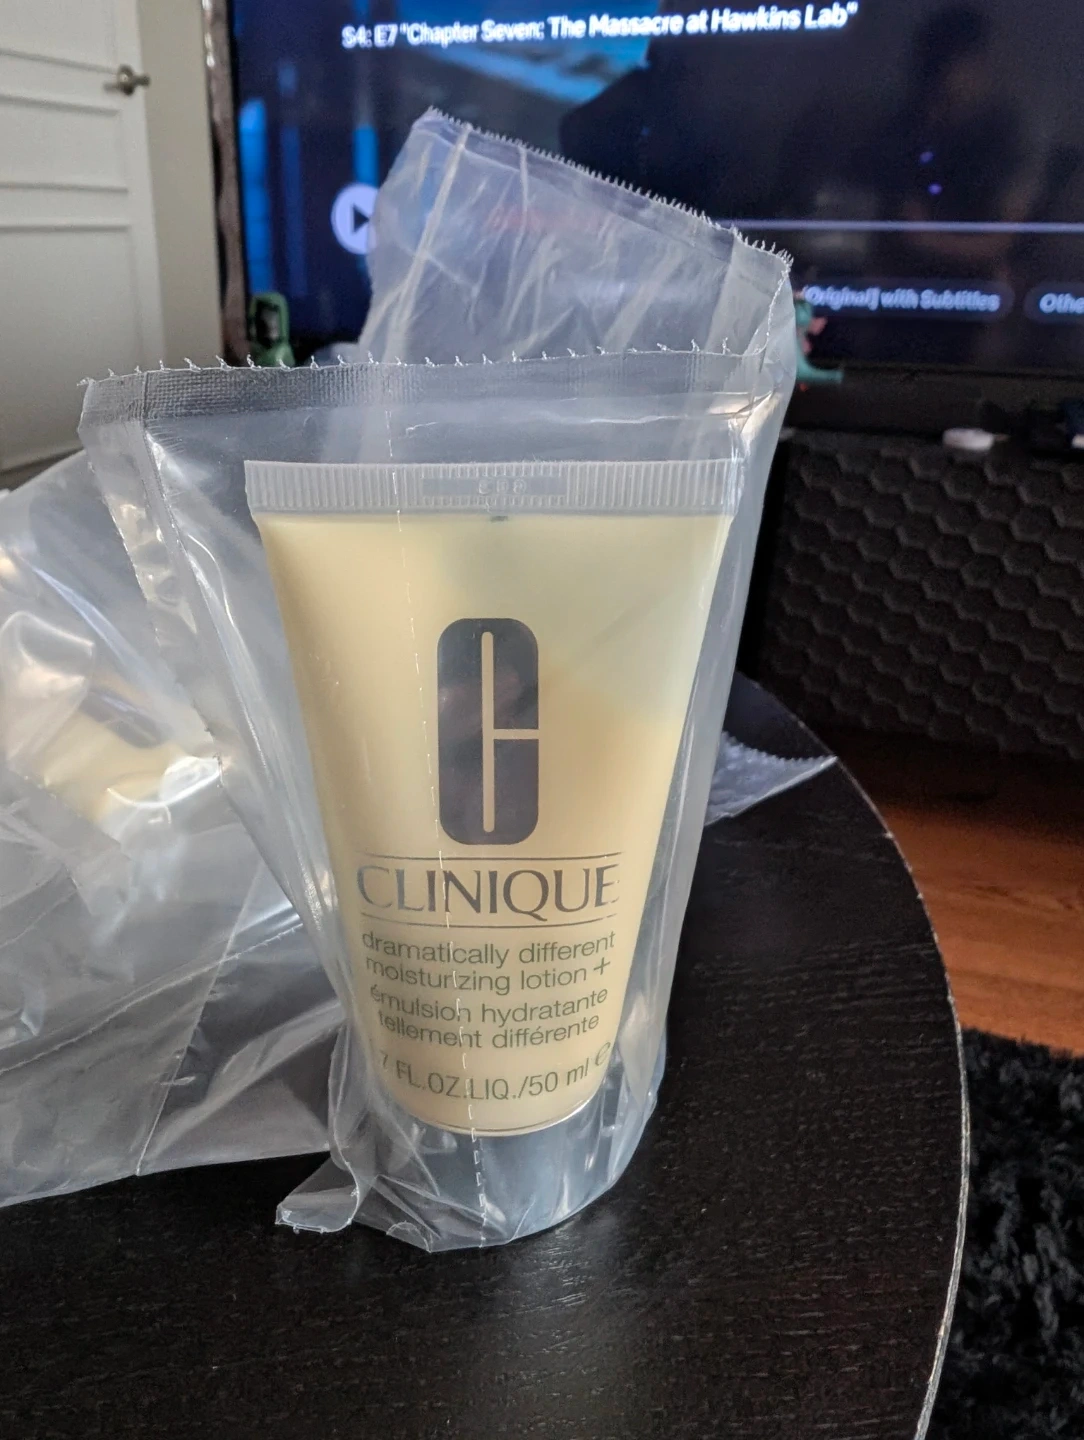 S4: E7 "Chapter Seven: The Massacre at Hawkins Lab"
[Original] with Subtitles
C
CLINIQUE
dramatically different
moisturizing lotion +
émulsion hydratante
tellement différente
7 FL.OZ.LIQ./50 ml e